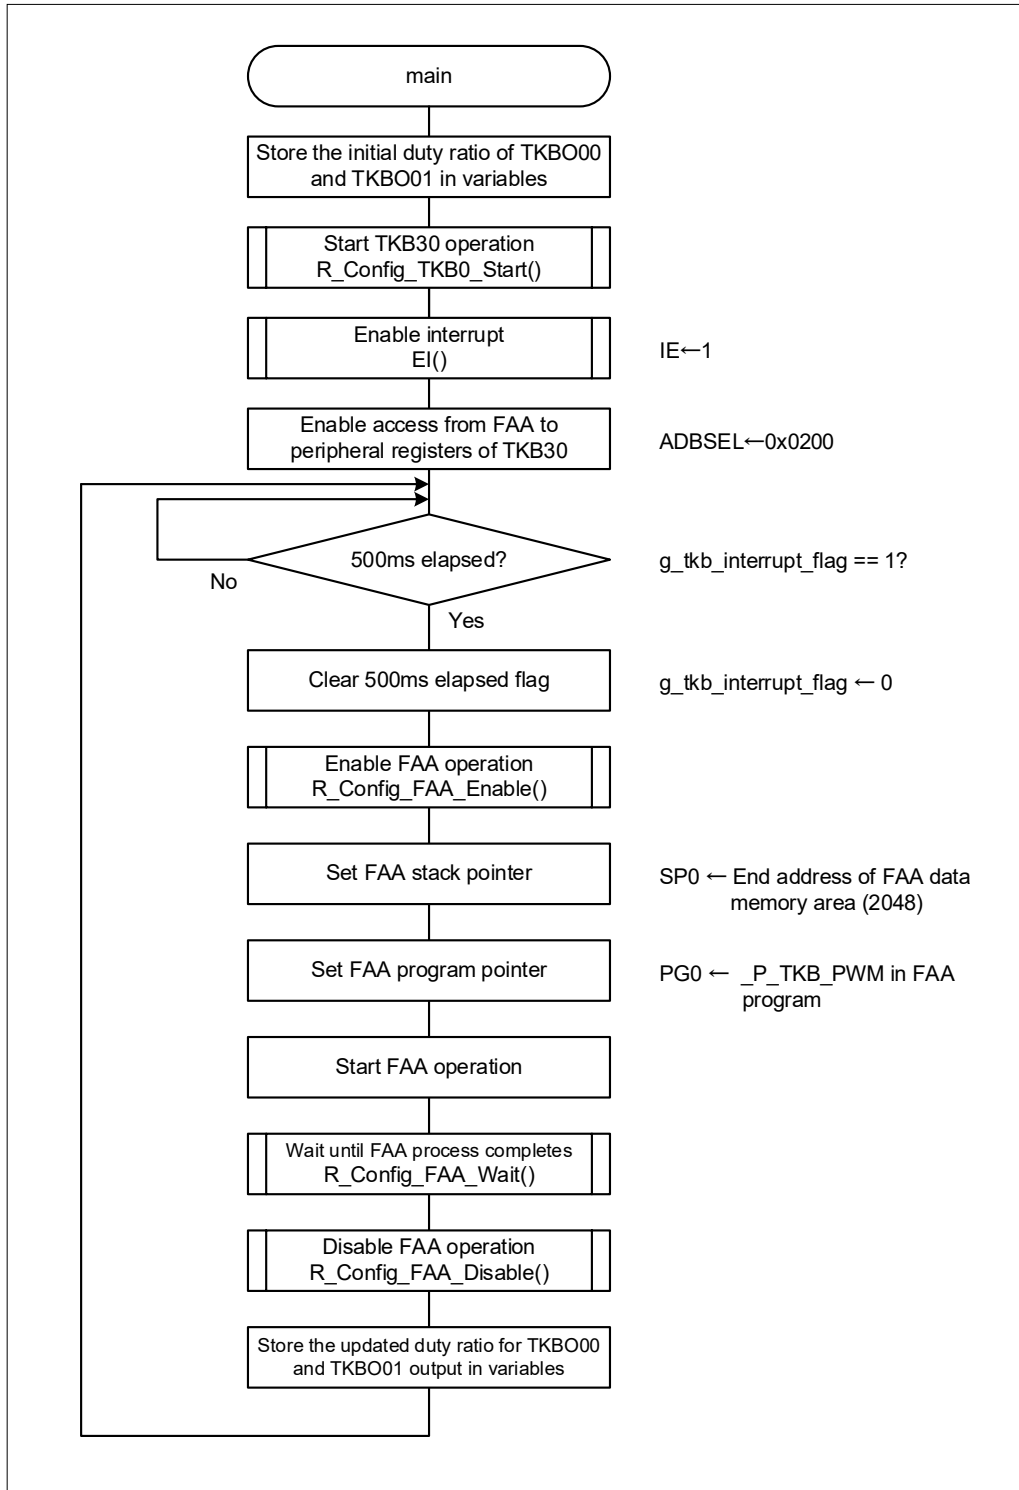 main
Store the initial duty ratio of TKBO00
and TKBO01 in variables
Start TKB30 operation
R_Config_TKB0_Start()
Enable interrupt
EI()
IE←1
Enable access from FAA to
peripheral registers of TKB30
ADBSEL←0x0200
500ms elapsed?
g_tkb_interrupt_flag == 1?
No
Yes
Clear 500ms elapsed flag
g_tkb_interrupt_flag ← 0
Enable FAA operation
R_Config_FAA_Enable()
Set FAA stack pointer
SP0 ← End address of FAA data
memory area (2048)
Set FAA program pointer
PG0 ← _P_TKB_PWM in FAA
program
Start FAA operation
Wait until FAA process completes
R_Config_FAA_Wait()
Disable FAA operation
R_Config_FAA_Disable()
Store the updated duty ratio for TKBO00
and TKBO01 output in variables